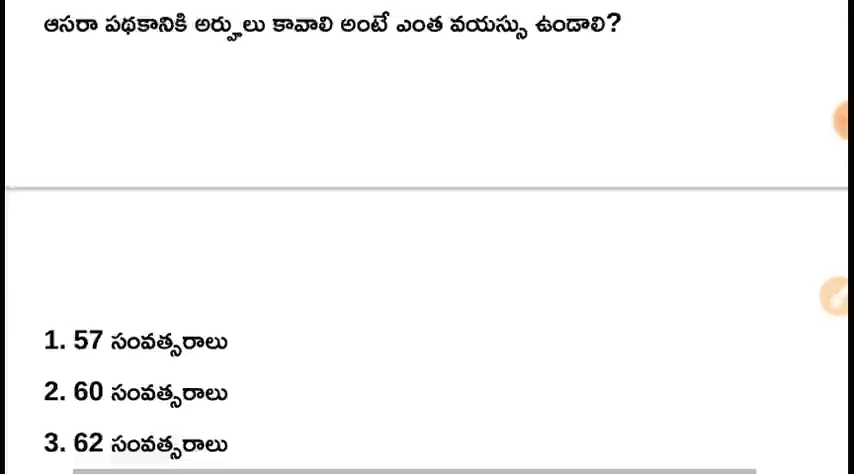 ఆసరా పథకానికి అర్హులు కావాలి అంటే ఎంత వయస్సు ఉండాలి?
1. 57 సంవత్సరాలు
2. 60 సంవత్సరాలు
3. 62 సంవత్సరాలు